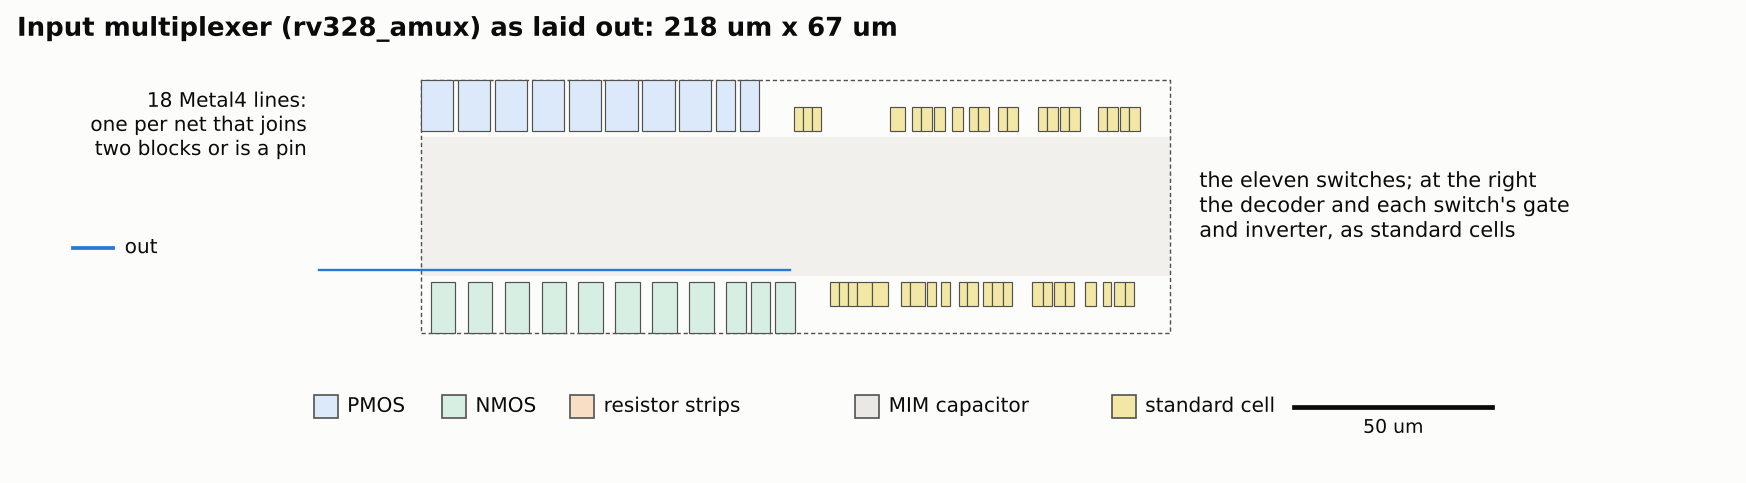 Input multiplexer (rv328_amux) as laid out: 218 um x 67 um
18 Metal4 lines:
one per net that joins
two blocks or is a pin
the eleven switches; at the right
the decoder and each switch's gate
and inverter, as standard cells
out
PMOS
NMOS
resistor strips
MIM capacitor
standard cell
50 um